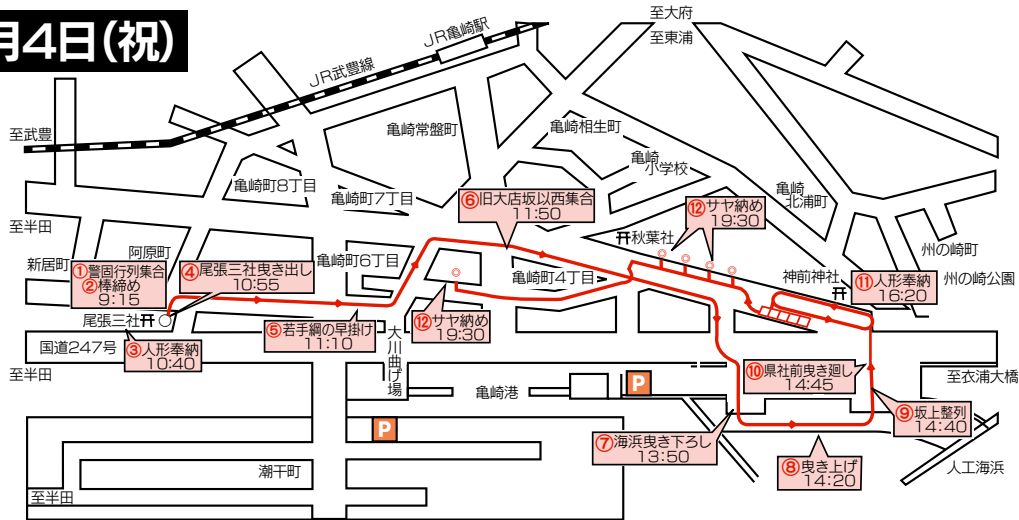 月4日(祝)
JR亀崎駅
JR武豊線
至大府
至東浦
至武豊
亀崎常盤町
亀崎相生町
亀崎
小学校
亀崎町8丁目
亀崎町7丁目
⑥旧大店坂以西集合
11:50
⑫サヤ納め
19:30
亀崎
北浦町
至半田
阿原町
新居町
①警固行列集合
②棒締め
9:15
④尾張三社曳き出し
10:55
亀崎町6丁目
亀崎町4丁目
秋葉社
神前神社
州の崎町
州の崎公園
⑪人形奉納
16:20
尾張三社
⑤若手綱の早掛け
11:10
⑫サヤ納め
19:30
国道247号
③人形奉納
10:40
大川曲げ場
至半田
亀崎港
P
⑩県社前曳き廻し
14:45
至衣浦大橋
P
⑨坂上整列
14:40
⑦海浜曳き下ろし
13:50
⑧曳き上げ
14:20
人工海浜
潮干町
至半田